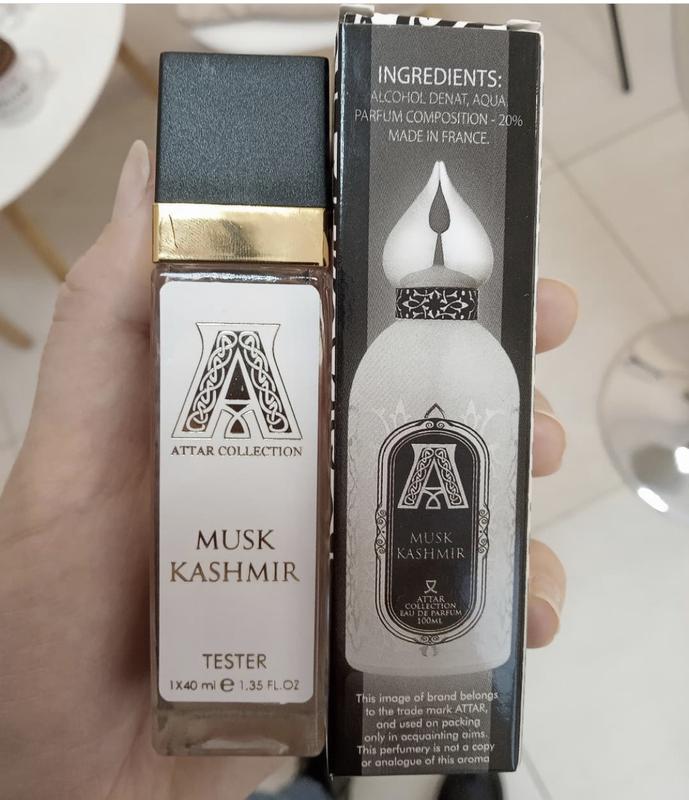 ATTAR COLLECTION
MUSK
KASHMIR
TESTER
1X40 ml e 1.35 FL.OZ
INGREDIENTS:
ALCOHOL DENAT, AQUA,
PARFUM COMPOSITION - 20%
MADE IN FRANCE.
MUSK
KASHMIR
ATTAR
COLLECTION
EAU DE PARFUM
100ML
This image of brand belongs
to the trade mark ATTAR,
and used on packing
only in acquainting aims.
This perfumery is not a copy
or analogue of this aroma